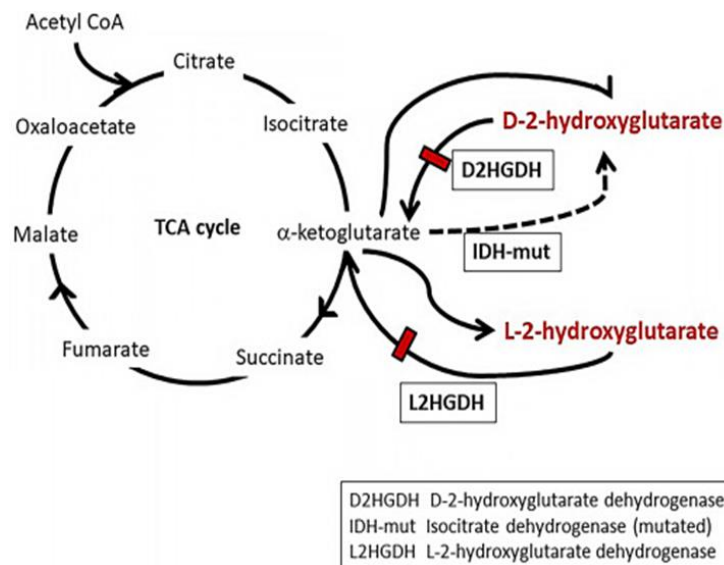 Acetyl CoA
Citrate
Oxaloacetate
Isocitrate
D-2-hydroxyglutarate
D2HGDH
Malate
TCA cycle
α-ketoglutarate
IDH-mut
L-2-hydroxyglutarate
Fumarate
Succinate
L2HGDH
D2HGDH D-2-hydroxyglutarate dehydrogenase
IDH-mut Isocitrate dehydrogenase (mutated)
L2HGDH L-2-hydroxyglutarate dehydrogenase